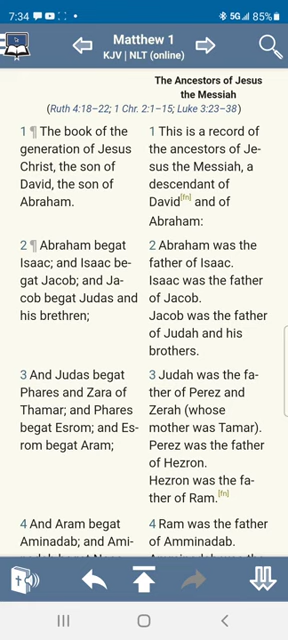 7:34
5G 85%
Matthew 1
KJV | NLT (online)
The Ancestors of Jesus
the Messiah
(Ruth 4:18–22; 1 Chr. 2:1–15; Luke 3:23–38)
1 ¶ The book of the
generation of Jesus
Christ, the son of
David, the son of
Abraham.
1 This is a record of
the ancestors of Je-
sus the Messiah, a
descendant of
David[fn] and of
Abraham:
2 ¶ Abraham begat
Isaac; and Isaac be-
gat Jacob; and Ja-
cob begat Judas and
his brethren;
2 Abraham was the
father of Isaac.
Isaac was the father
of Jacob.
Jacob was the father
of Judah and his
brothers.
3 And Judas begat
Phares and Zara of
Thamar; and Phares
begat Esrom; and Es-
rom begat Aram;
3 Judah was the fa-
ther of Perez and
Zerah (whose
mother was Tamar).
Perez was the father
of Hezron.
Hezron was the fa-
ther of Ram.[fn]
4 And Aram begat
Aminadab; and Ami-
4 Ram was the father
of Amminadab.